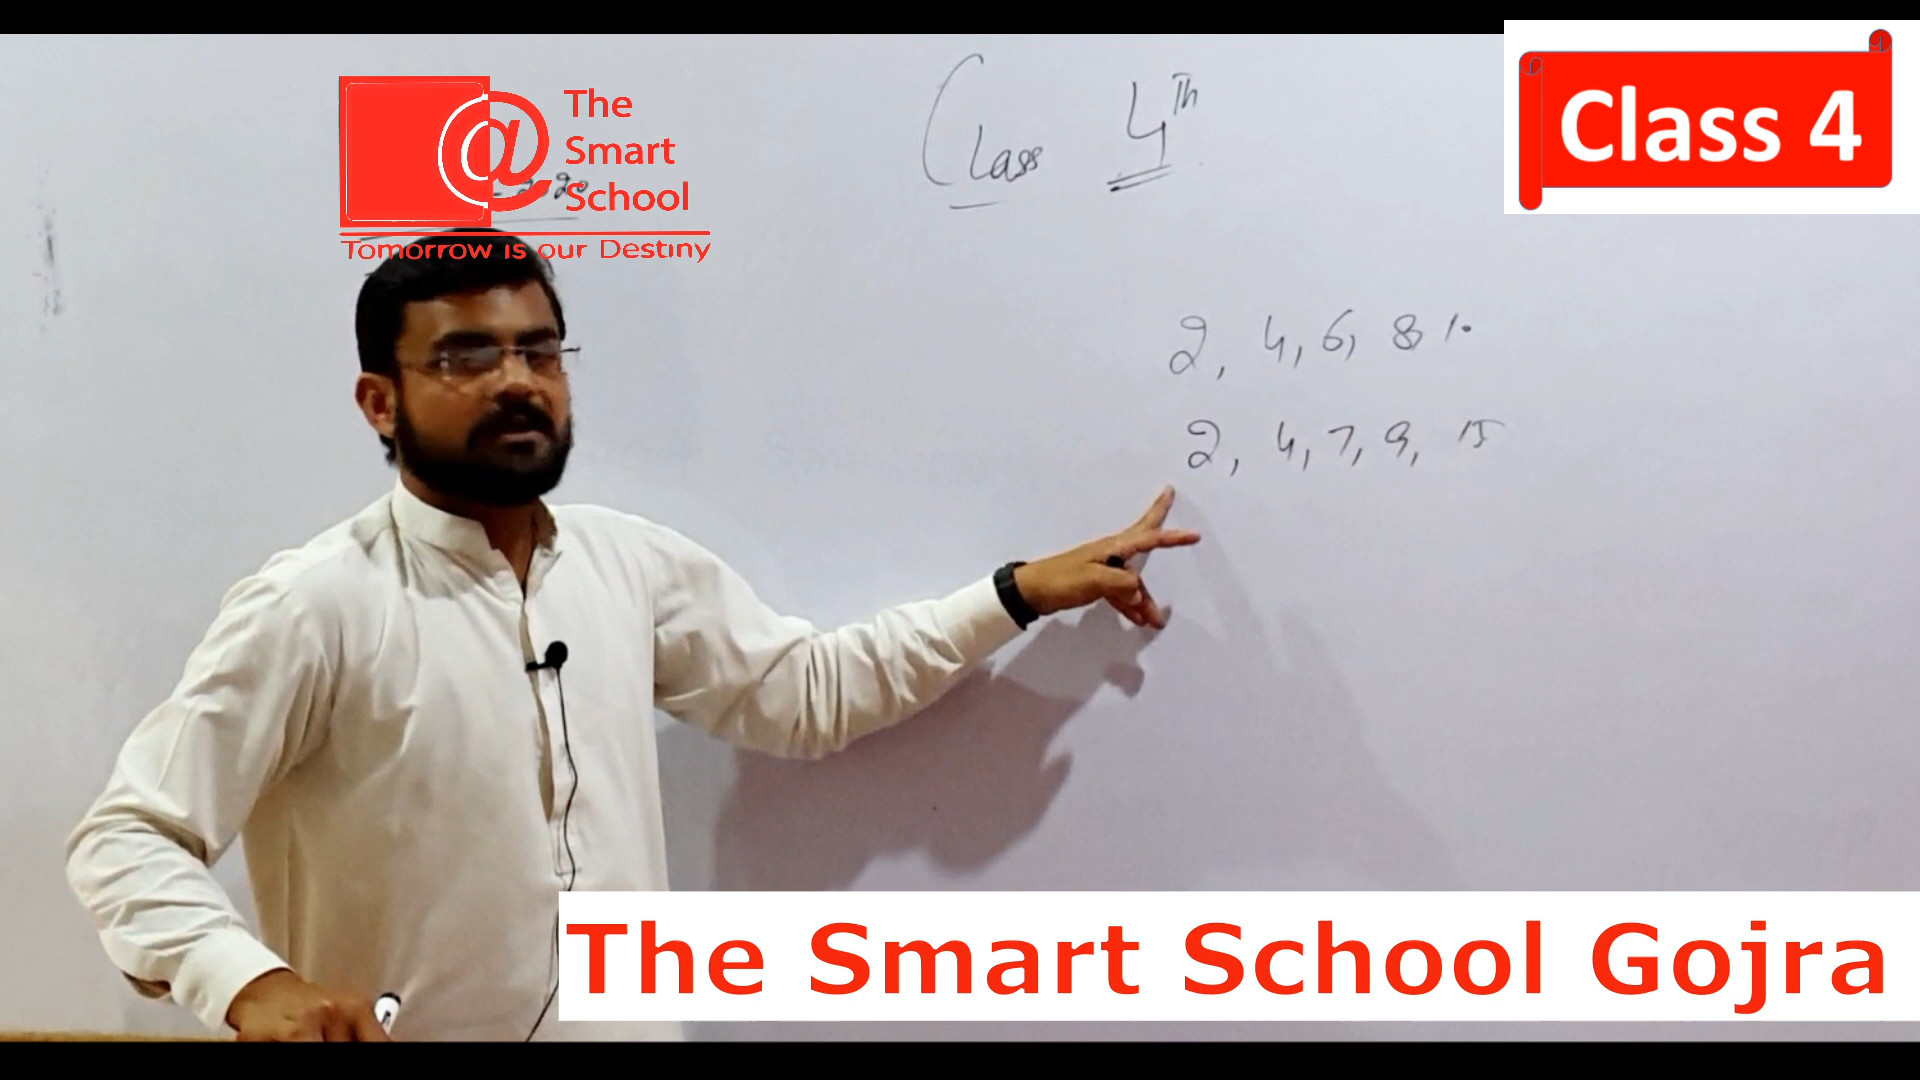 The
Smart
School
Tomorrow is our Destiny
Class 4Th
Class 4
2, 4, 6, 8, 10
2, 4, 7, 9, 15
The Smart School Gojra